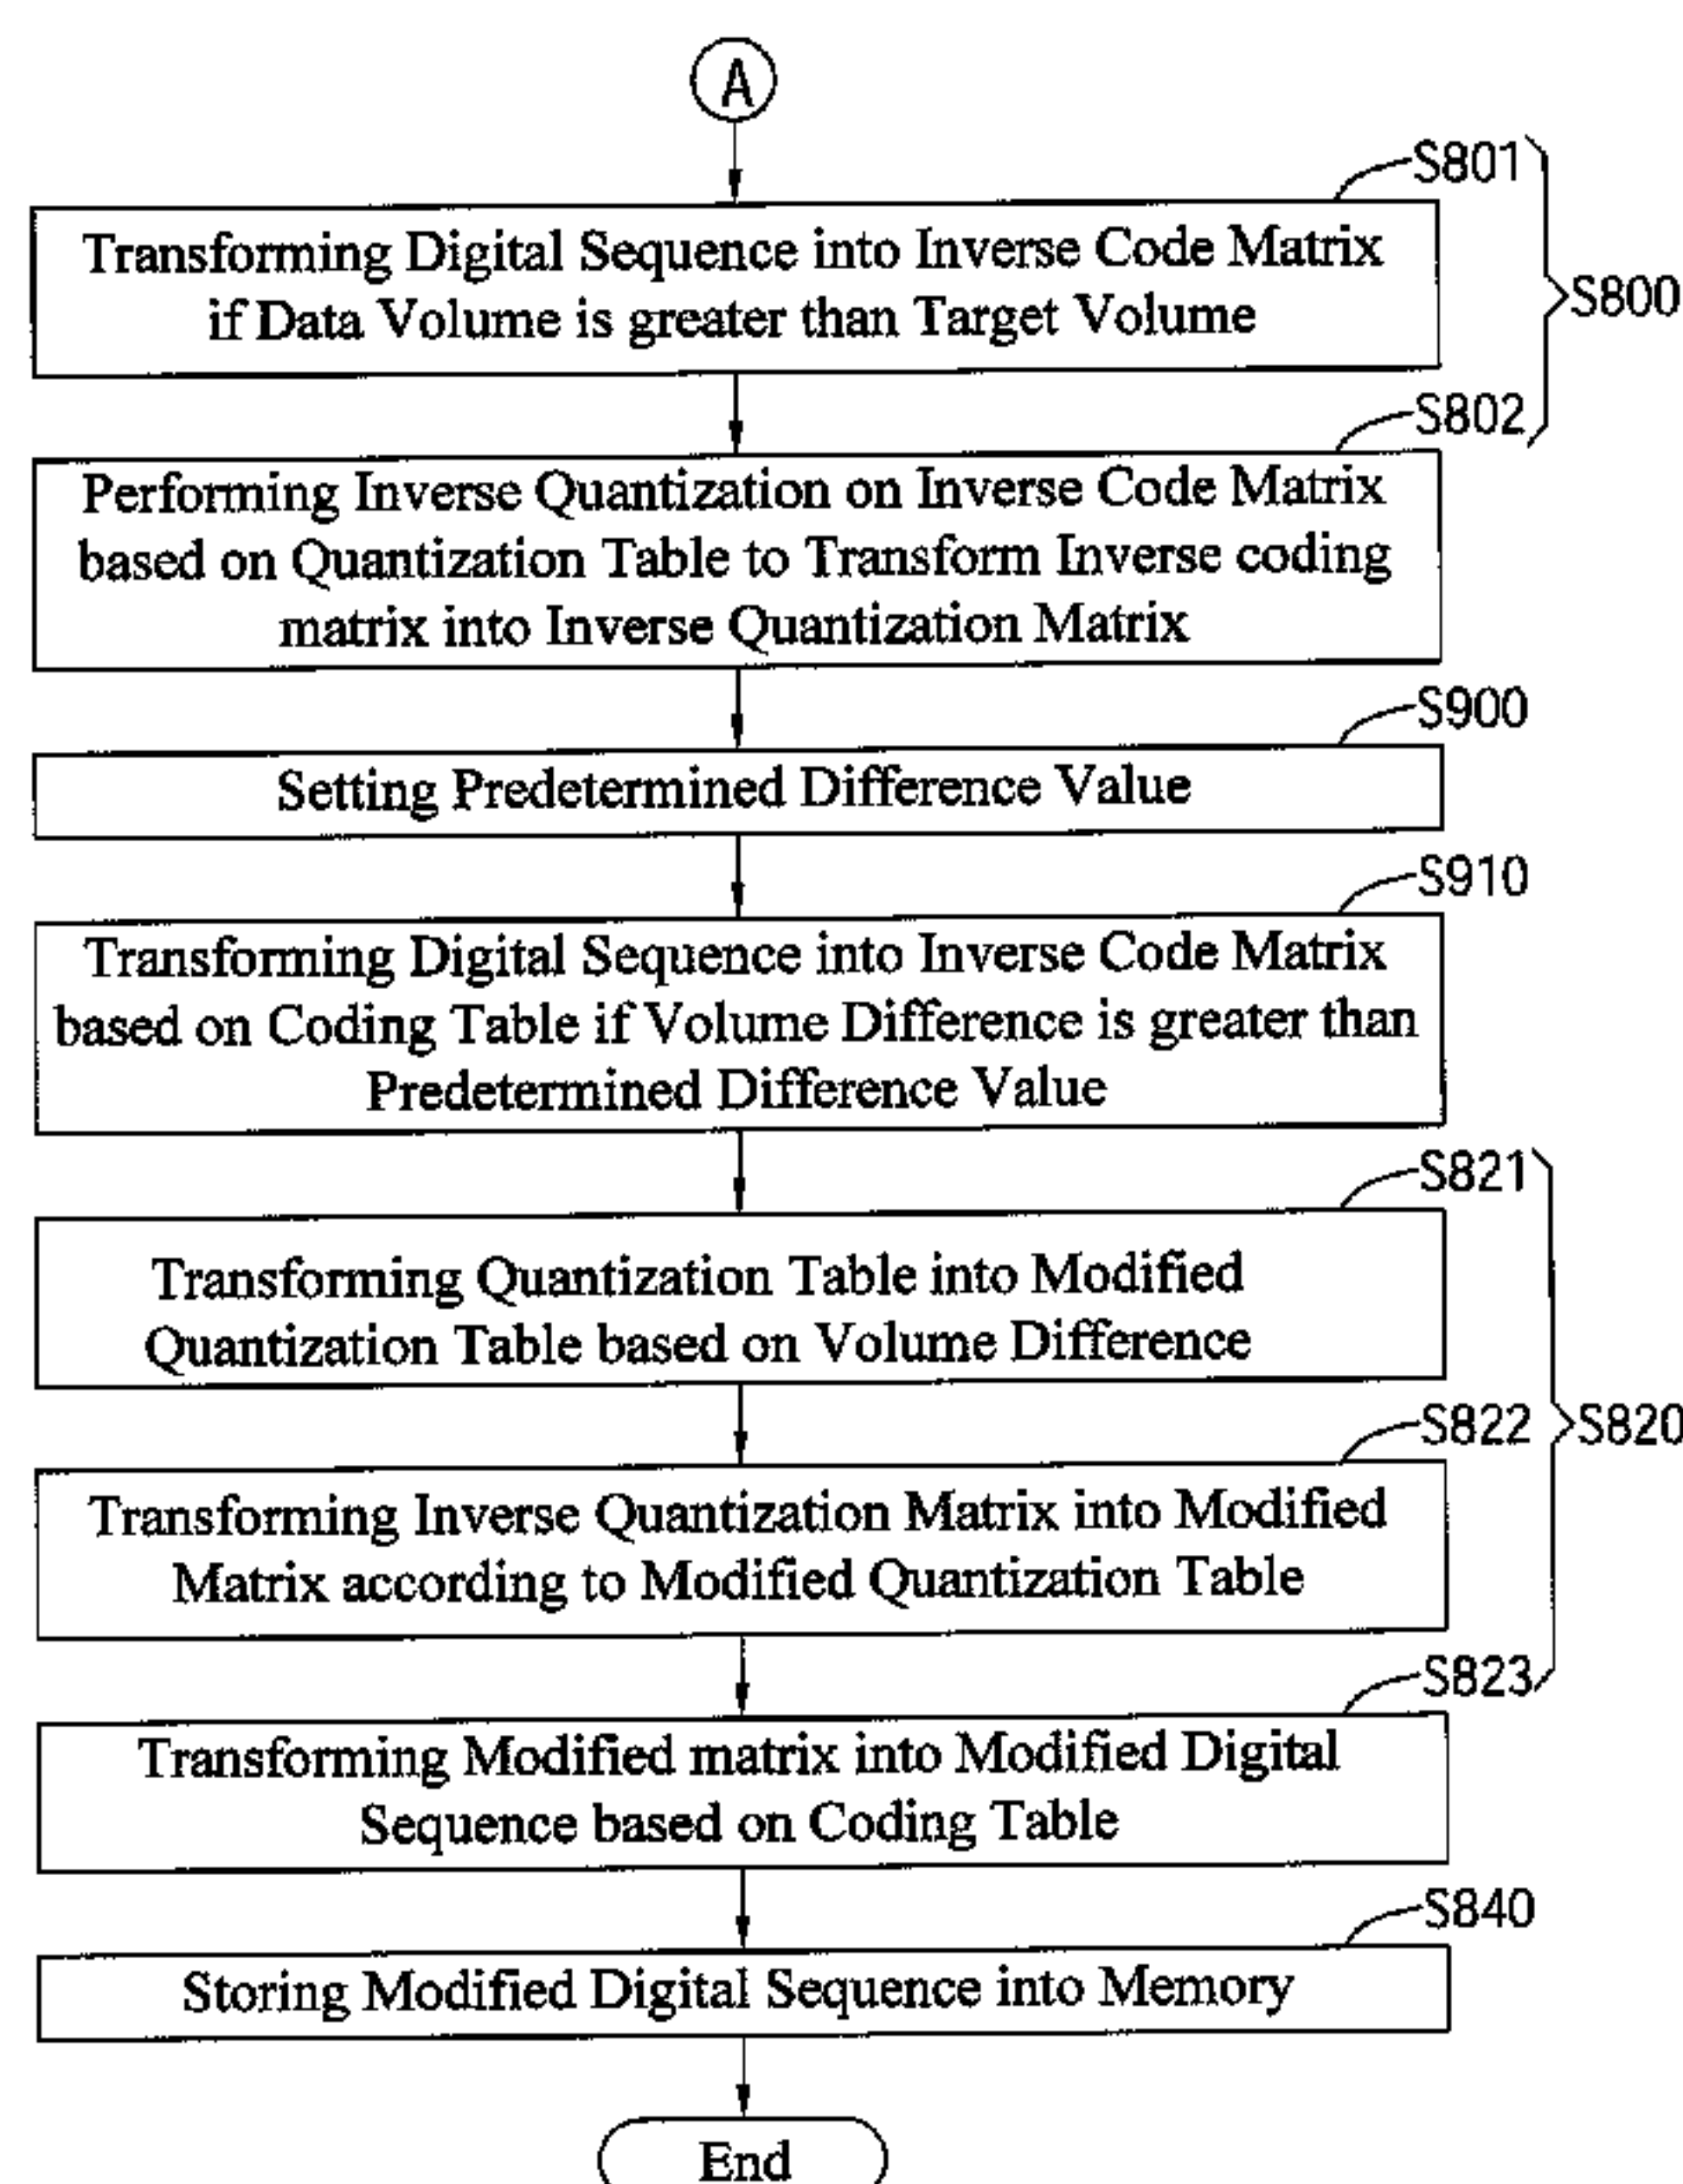 A
S801
S800
Transforming Digital Sequence into Inverse Code Matrix
if Data Volume is greater than Target Volume
S802
Performing Inverse Quantization on Inverse Code Matrix
based on Quantization Table to Transform Inverse coding
matrix into Inverse Quantization Matrix
S900
Setting Predetermined Difference Value
S910
Transforming Digital Sequence into Inverse Code Matrix
based on Coding Table if Volume Difference is greater than
Predetermined Difference Value
S821
Transforming Quantization Table into Modified
Quantization Table based on Volume Difference
S822
S820
Transforming Inverse Quantization Matrix into Modified
Matrix according to Modified Quantization Table
S823
Transforming Modified matrix into Modified Digital
Sequence based on Coding Table
S840
Storing Modified Digital Sequence into Memory
End